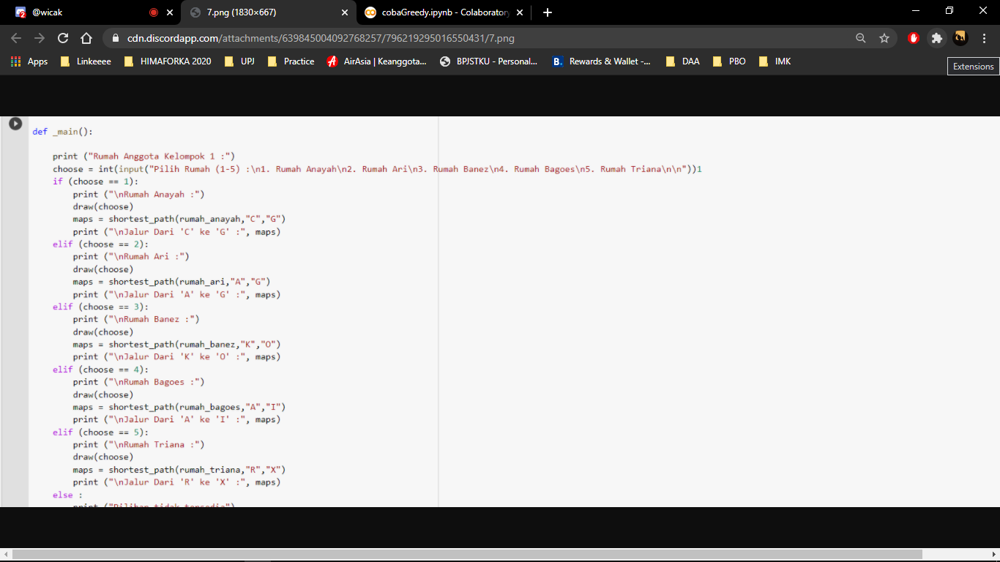 @wicak
7.png (1830×667)
cobaGreedy.ipynb - Colaboratory
cdn.discordapp.com/attachments/639845004092768257/796219295016550431/7.png
Apps
Linkeeee
HIMAFORKA 2020
UPJ
Practice
AirAsia | Keanggota...
BPJSTKU - Personal...
B.
Rewards & Wallet -...
DAA
PBO
IMK
Extensions
def _main():
print ("Rumah Anggota Kelompok 1 :")
choose = int(input("Pilih Rumah (1-5) :\n1. Rumah Anayah\n2. Rumah Ari\n3. Rumah Banez\n4. Rumah Bagoes\n5. Rumah Triana\n\n"))1
if (choose == 1):
print ("\nRumah Anayah :")
draw(choose)
maps = shortest_path(rumah_anayah,"C","G")
print ("\nJalur Dari 'C' ke 'G' :", maps)
elif (choose == 2):
print ("\nRumah Ari :")
draw(choose)
maps = shortest_path(rumah_ari,"A","G")
print ("\nJalur Dari 'A' ke 'G' :", maps)
elif (choose == 3):
print ("\nRumah Banez :")
draw(choose)
maps = shortest_path(rumah_banez,"K","O")
print ("\nJalur Dari 'K' ke 'O' :", maps)
elif (choose == 4):
print ("\nRumah Bagoes :")
draw(choose)
maps = shortest_path(rumah_bagoes,"A","I")
print ("\nJalur Dari 'A' ke 'I' :", maps)
elif (choose == 5):
print ("\nRumah Triana :")
draw(choose)
maps = shortest_path(rumah_triana,"R","X")
print ("\nJalur Dari 'R' ke 'X' :", maps)
else :
print ("Pilihan tidak tersedia")